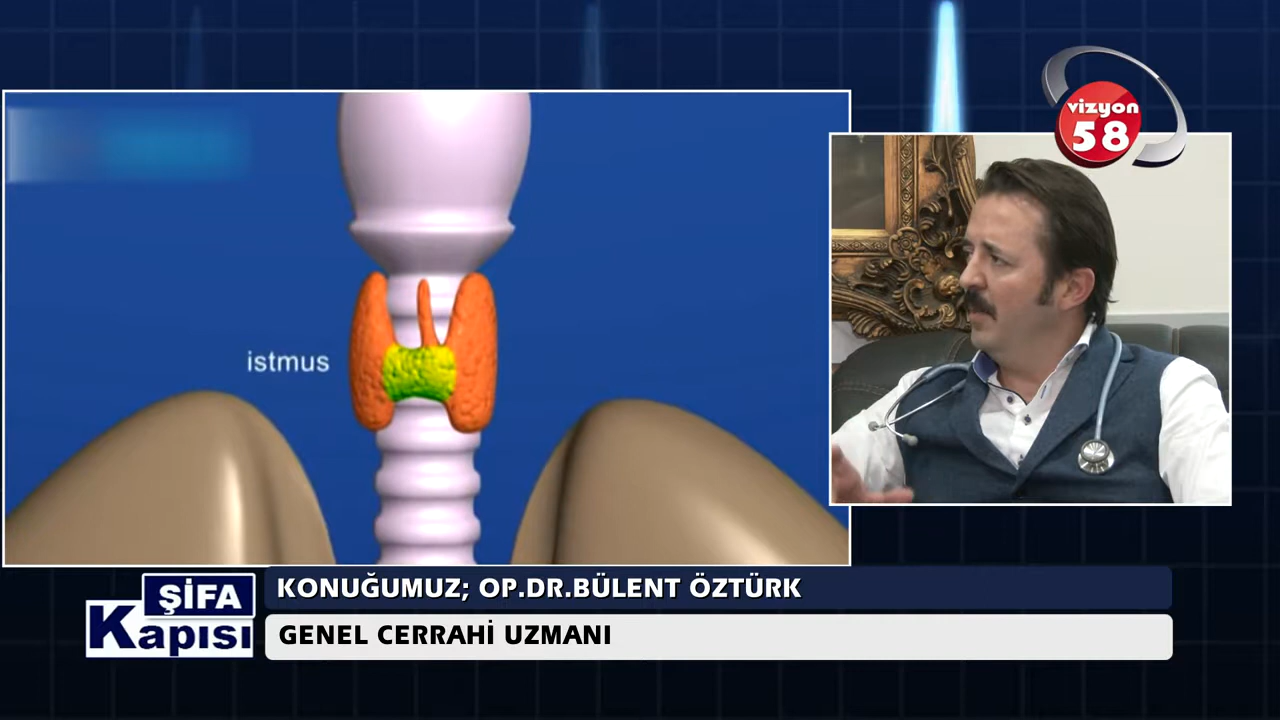 vizyon
58
istmus
ŞİFA
Kapısı
KONUĞUMUZ; OP.DR.BÜLENT ÖZTÜRK
GENEL CERRAHİ UZMANI